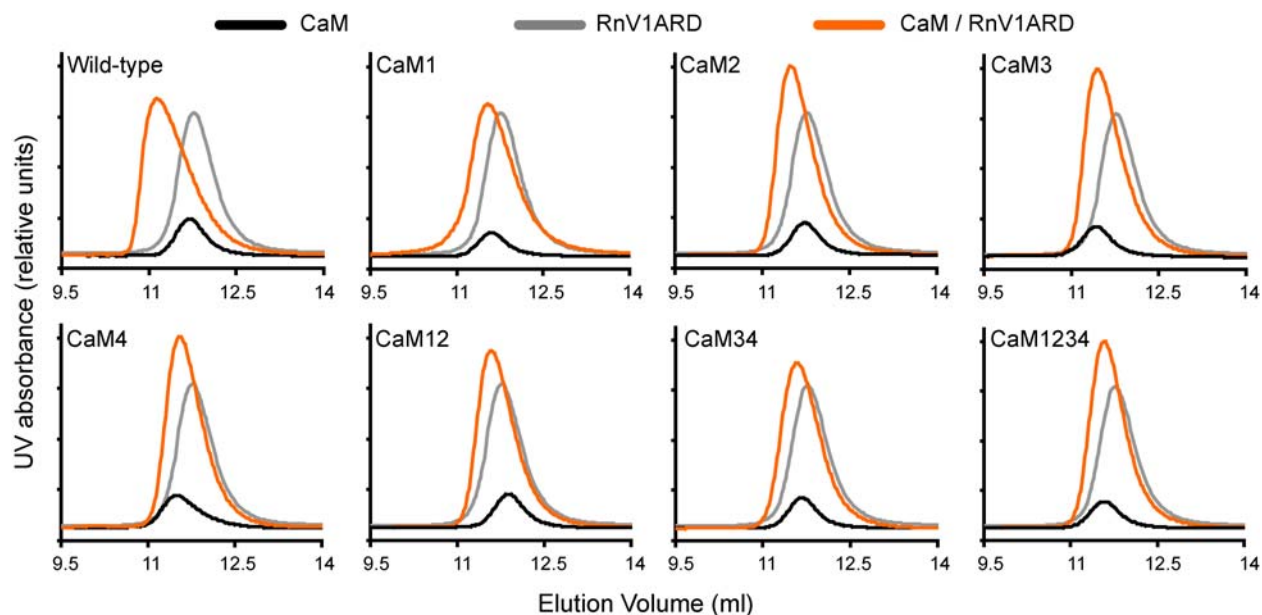 CaM RnV1ARD CaM / RnV1ARD
Wild-type CaM1 CaM2 CaM3
9.5 11 12.5 14 9.5 11 12.5 14 9.5 11 12.5 14 9.5 11 12.5 14
UV absorbance (relative units)
CaM4 CaM12 CaM34 CaM1234
9.5 11 12.5 14 9.5 11 12.5 14 9.5 11 12.5 14 9.5 11 12.5 14
Elution Volume (ml)